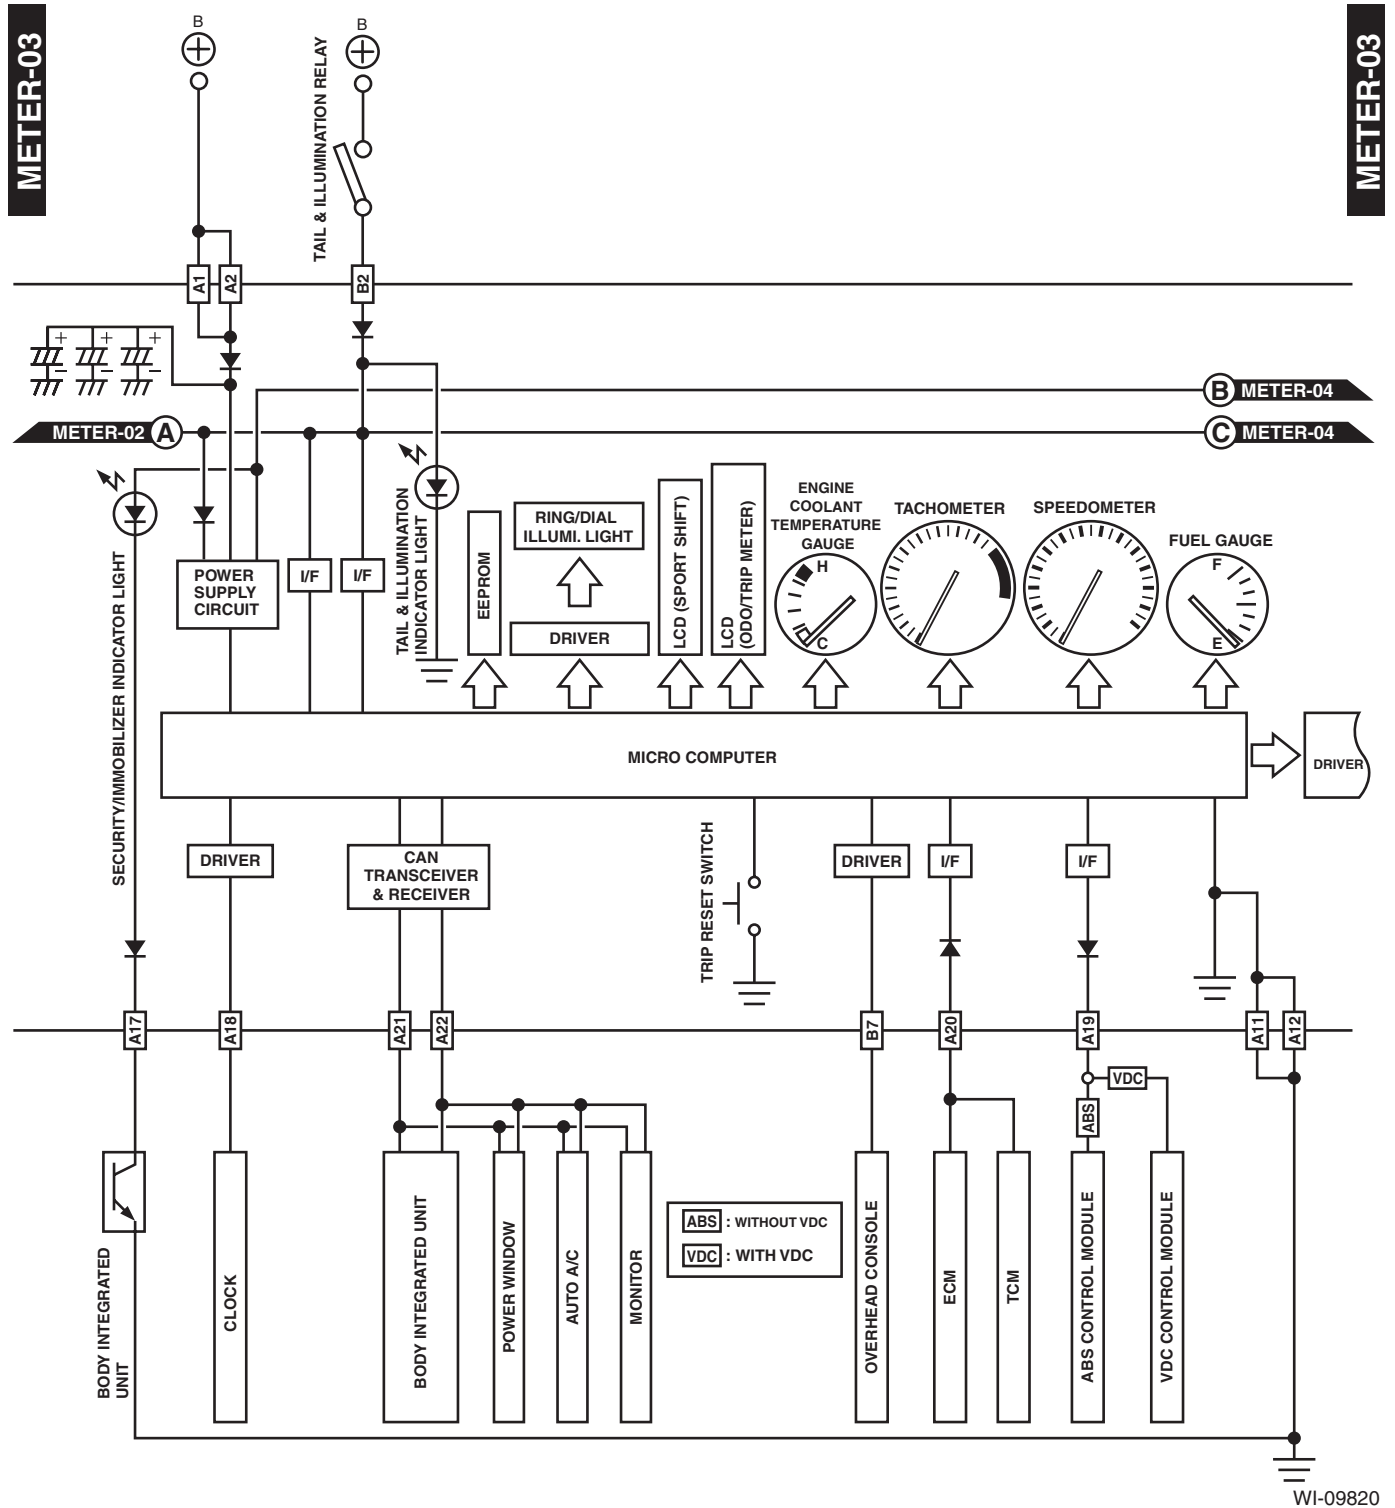 METER-03
METER-03
B
B
TAIL & ILLUMINATION RELAY
A1
A2
B2
+
+
+
B METER-04
METER-02 A
C METER-04
SECURITY/IMMOBILIZER INDICATOR LIGHT
POWER
SUPPLY
CIRCUIT
I/F
I/F
TAIL & ILLUMINATION
INDICATOR LIGHT
EEPROM
RING/DIAL
ILLUMI. LIGHT
DRIVER
LCD (SPORT SHIFT)
LCD
(ODO/TRIP METER)
ENGINE
COOLANT
TEMPERATURE
GAUGE
H
C
TACHOMETER
SPEEDOMETER
FUEL GAUGE
F
E
MICRO COMPUTER
DRIVER
DRIVER
CAN
TRANSCEIVER
& RECEIVER
TRIP RESET SWITCH
DRIVER
I/F
I/F
A17
A18
A21
A22
B7
A20
A19
A11
A12
VDC
ABS
BODY INTEGRATED
UNIT
CLOCK
BODY INTEGRATED UNIT
POWER WINDOW
AUTO A/C
MONITOR
ABS : WITHOUT VDC
VDC : WITH VDC
OVERHEAD CONSOLE
ECM
TCM
ABS CONTROL MODULE
VDC CONTROL MODULE
WI-09820